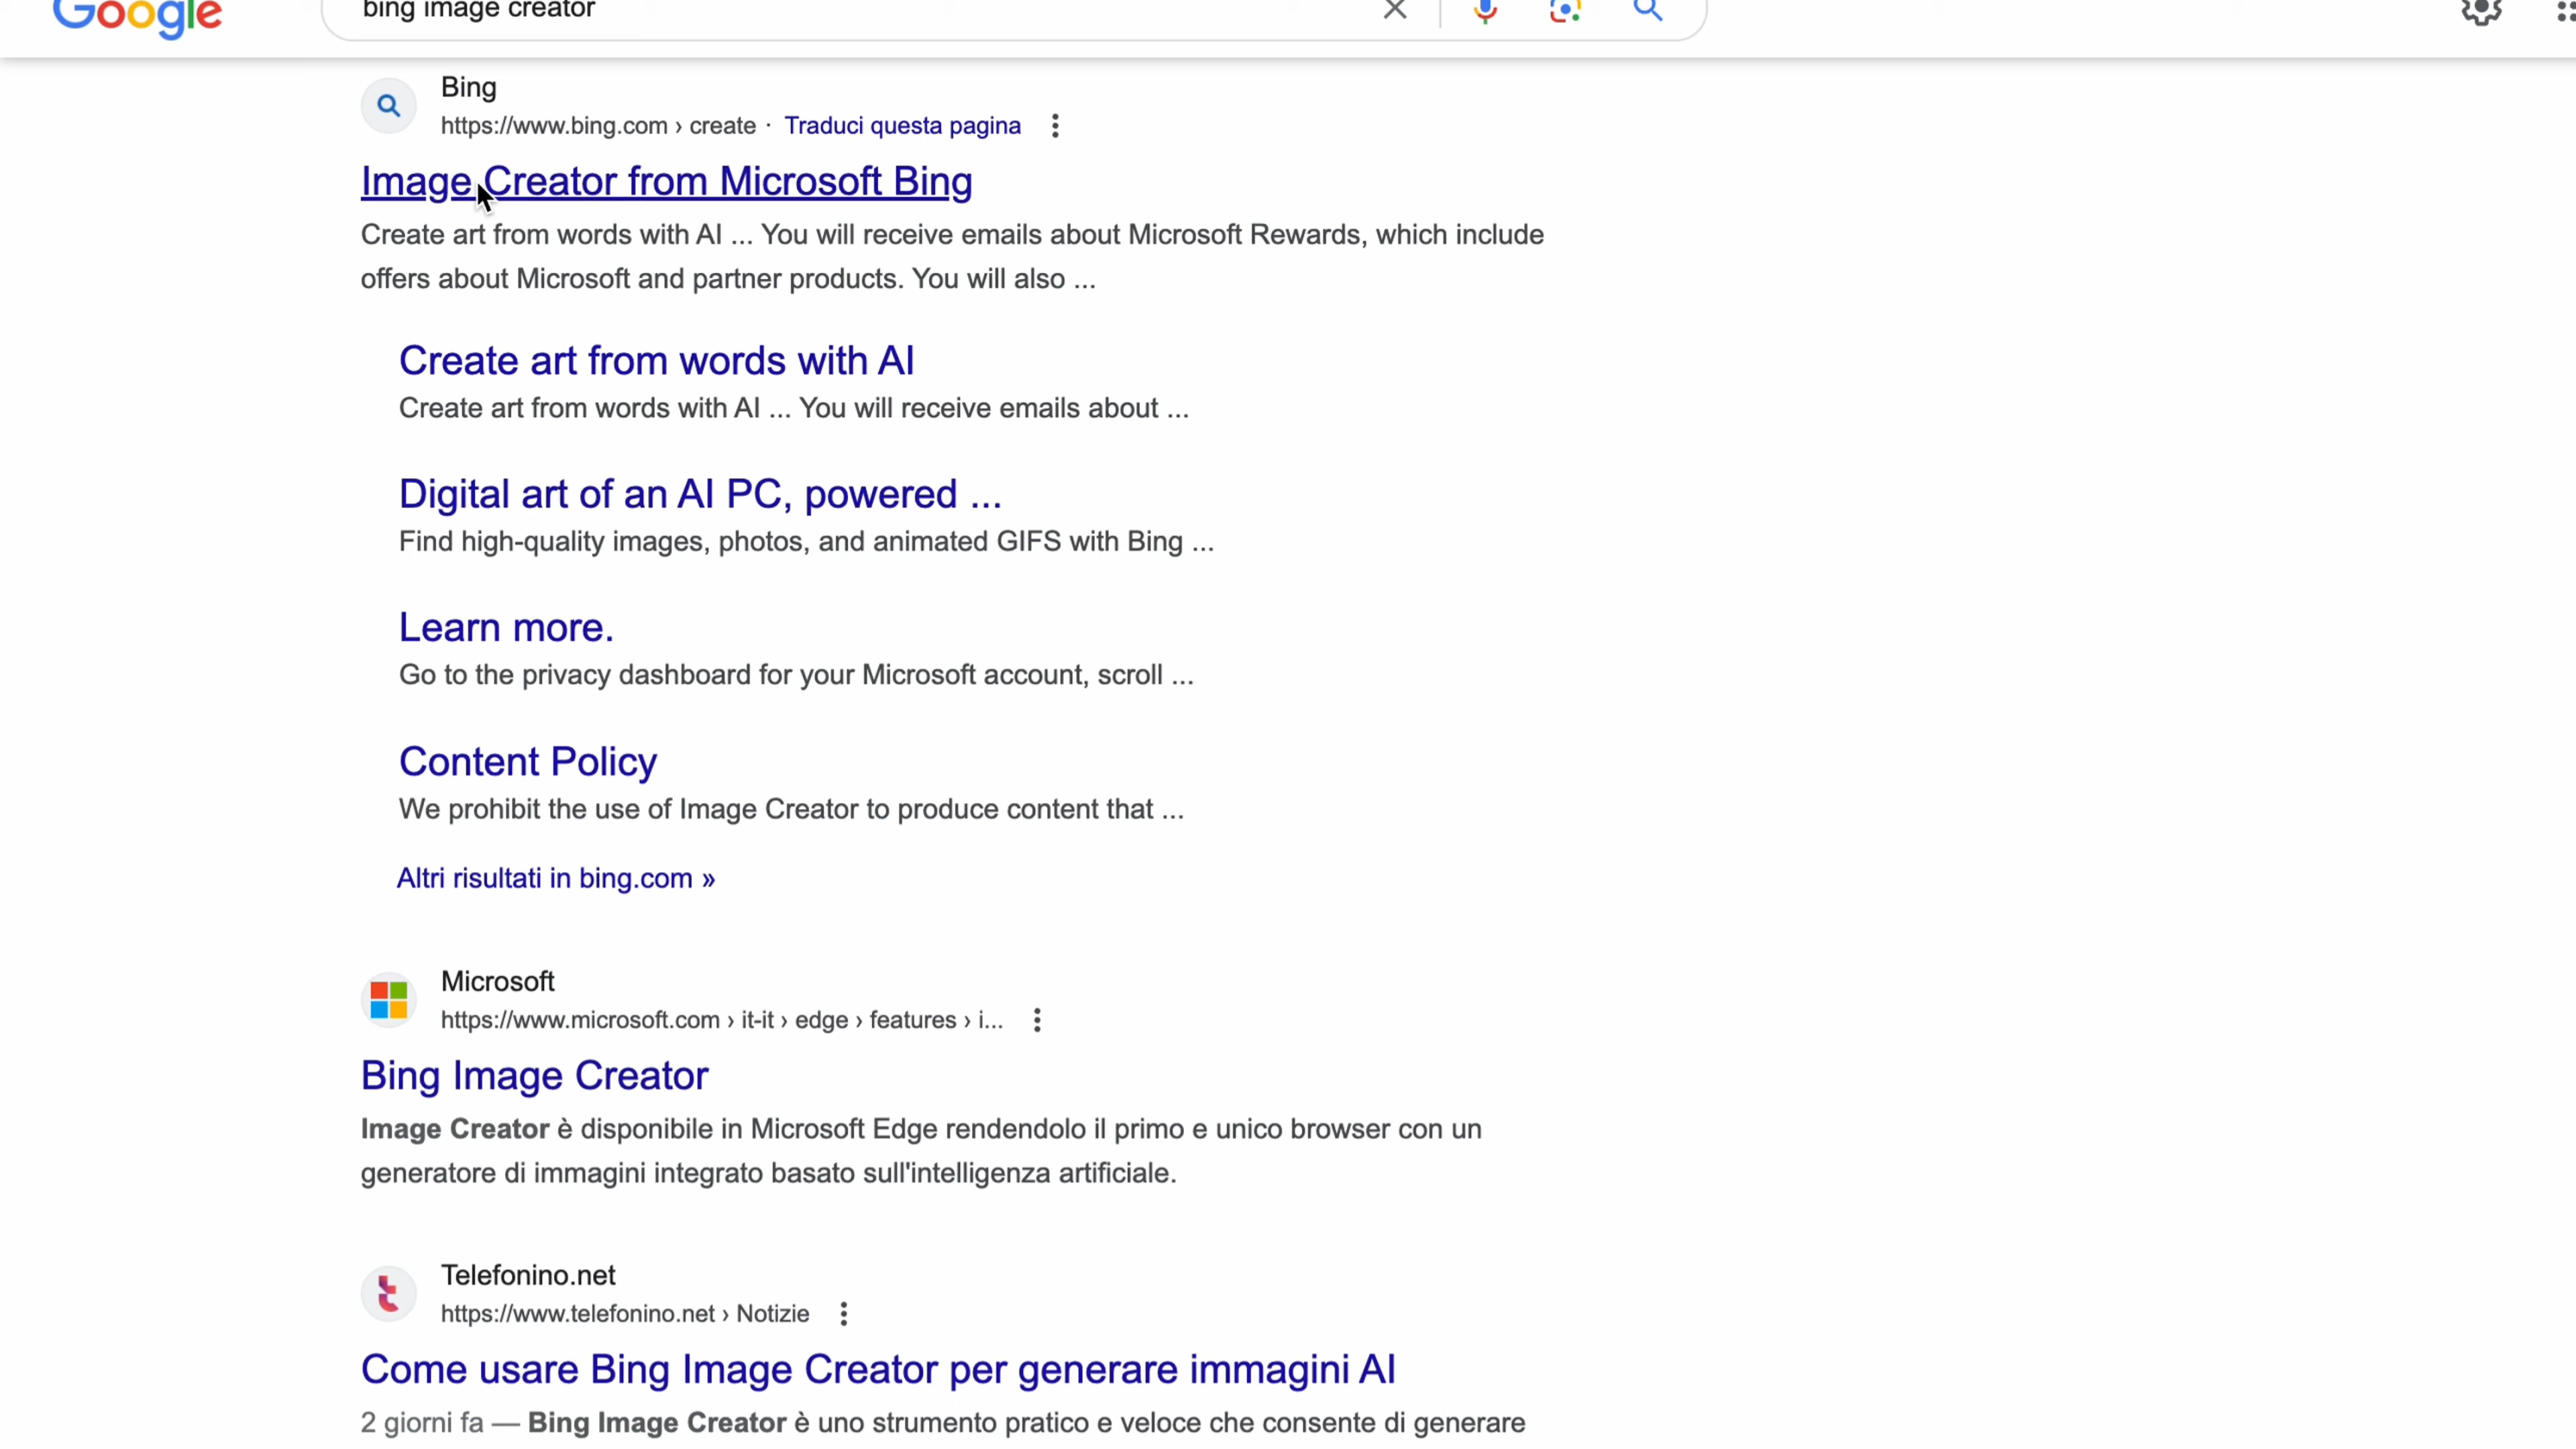 Google
bing image creator
Bing
https://www.bing.com › create · Traduci questa pagina
Image Creator from Microsoft Bing
Create art from words with AI ... You will receive emails about Microsoft Rewards, which include
offers about Microsoft and partner products. You will also ...
Create art from words with AI
Create art from words with AI ... You will receive emails about ...
Digital art of an AI PC, powered ...
Find high-quality images, photos, and animated GIFS with Bing ...
Learn more.
Go to the privacy dashboard for your Microsoft account, scroll ...
Content Policy
We prohibit the use of Image Creator to produce content that ...
Altri risultati in bing.com »
Microsoft
https://www.microsoft.com › it-it › edge › features › i...
Bing Image Creator
Image Creator è disponibile in Microsoft Edge rendendolo il primo e unico browser con un
generatore di immagini integrato basato sull'intelligenza artificiale.
Telefonino.net
https://www.telefonino.net › Notizie
Come usare Bing Image Creator per generare immagini AI
2 giorni fa — Bing Image Creator è uno strumento pratico e veloce che consente di generare